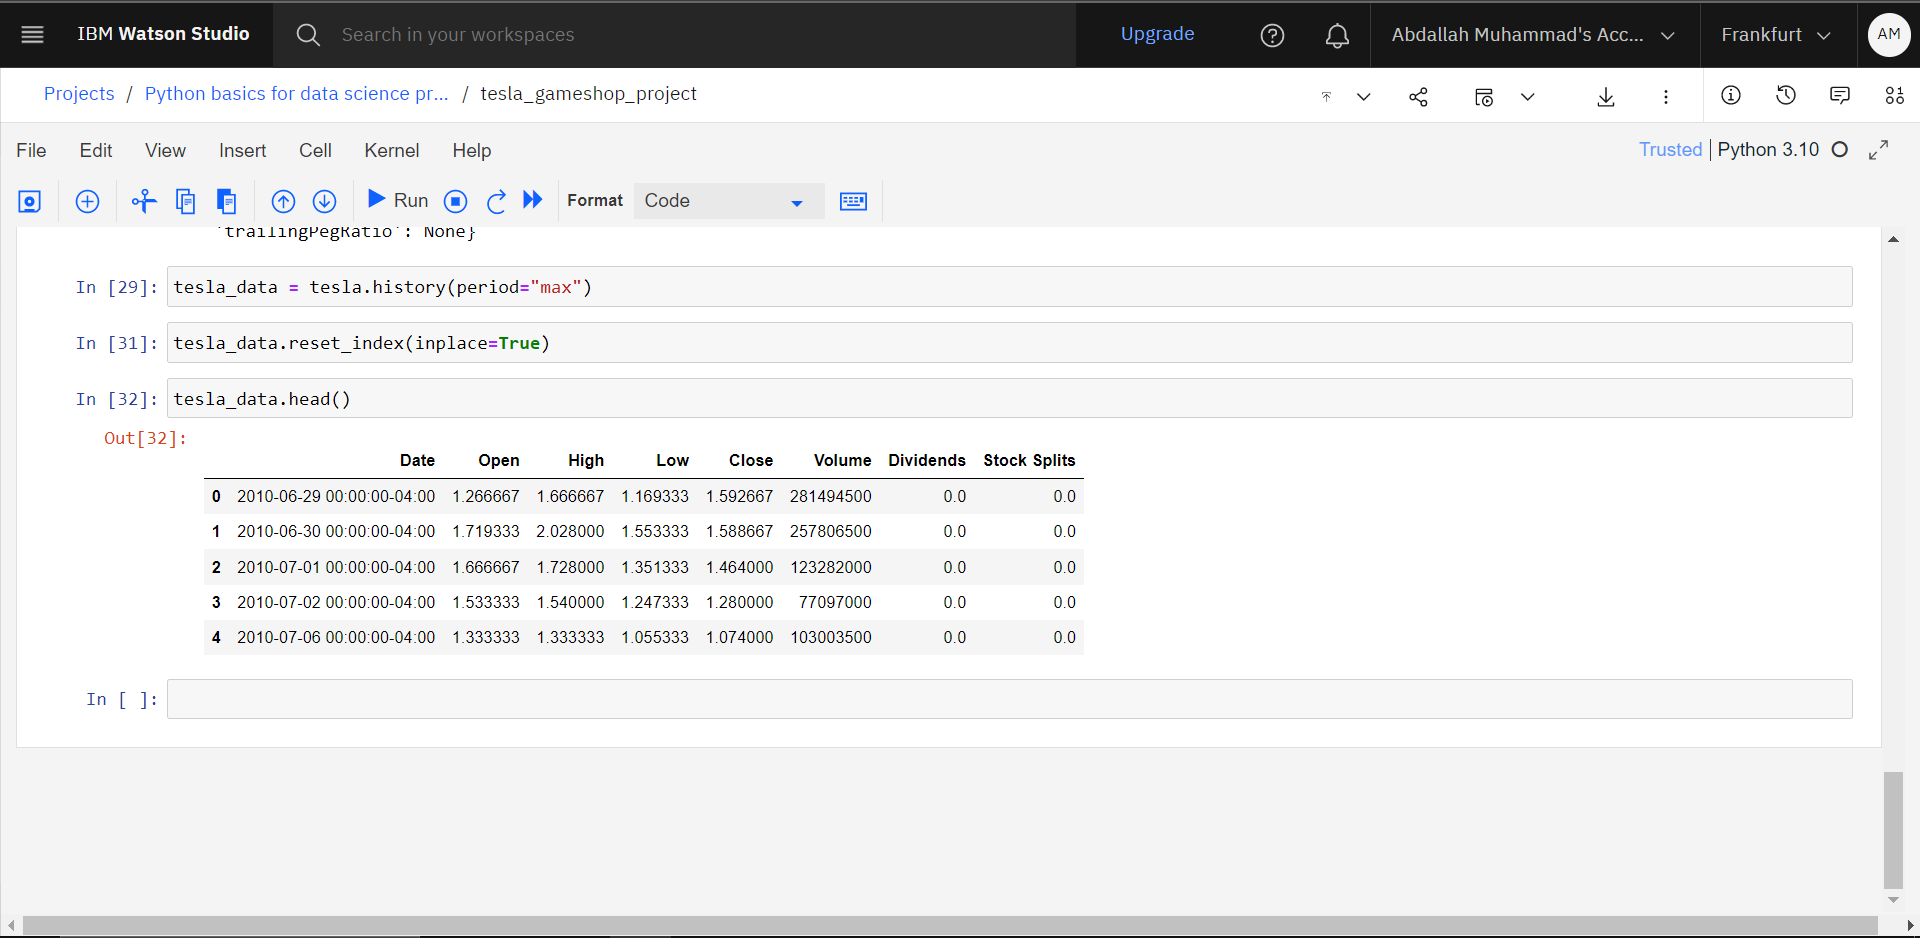 IBM Watson Studio
Search in your workspaces
Upgrade
Abdallah Muhammad's Acc...
Frankfurt
AM
Projects / Python basics for data science pr... / tesla_gameshop_project
File Edit View Insert Cell Kernel Help
Trusted | Python 3.10
Run
Format
Code
'trailingPegRatio': None}
In [29]: tesla_data = tesla.history(period="max")
In [31]: tesla_data.reset_index(inplace=True)
In [32]: tesla_data.head()
Out[32]:
Date Open High Low Close Volume Dividends Stock Splits
0 2010-06-29 00:00:00-04:00 1.266667 1.666667 1.169333 1.592667 281494500 0.0 0.0
1 2010-06-30 00:00:00-04:00 1.719333 2.028000 1.553333 1.588667 257806500 0.0 0.0
2 2010-07-01 00:00:00-04:00 1.666667 1.728000 1.351333 1.464000 123282000 0.0 0.0
3 2010-07-02 00:00:00-04:00 1.533333 1.540000 1.247333 1.280000 77097000 0.0 0.0
4 2010-07-06 00:00:00-04:00 1.333333 1.333333 1.055333 1.074000 103003500 0.0 0.0
In [ ]: